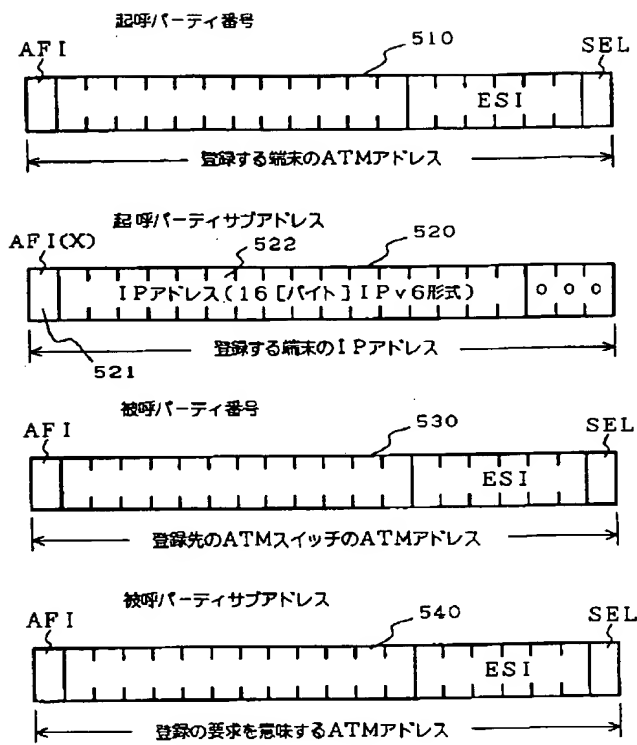 起呼パーティ番号
AFI 510 SEL
ESI
登録する端末のATMアドレス
起呼パーティサブアドレス
AFI(X) 522 520
IPアドレス(16[バイト]IPv6形式) 0 0 0
521 登録する端末のIPアドレス
被呼パーティ番号
AFI 530 SEL
ESI
登録先のATMスイッチのATMアドレス
被呼パーティサブアドレス
AFI 540 SEL
ESI
登録の要求を意味するATMアドレス